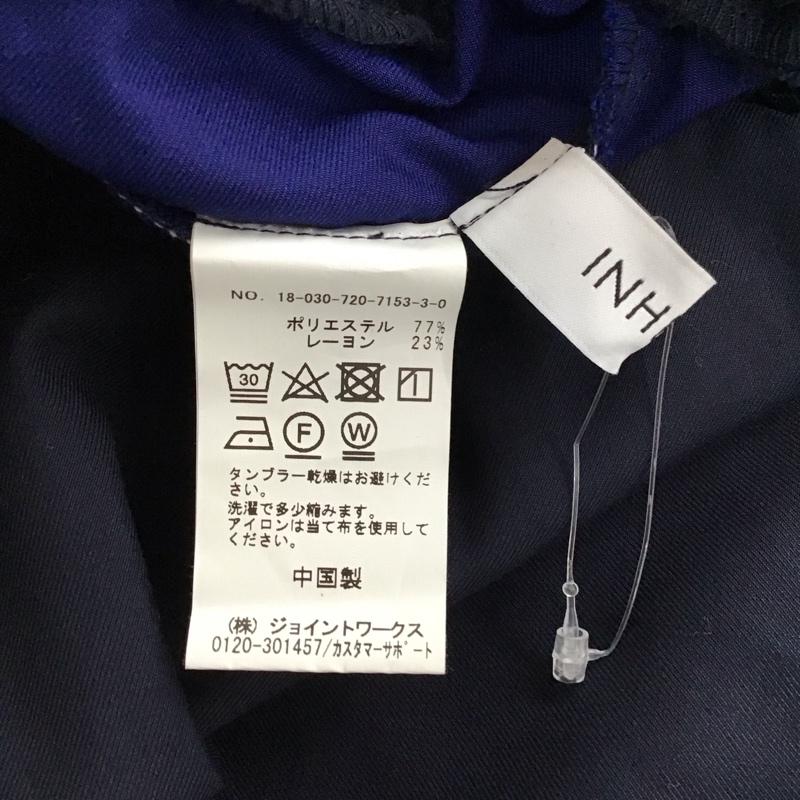 NO. 18-030-720-7153-3-0
ポリエステル 77%
レーヨン 23%
30
F W
タンブラー乾燥はお避けくだ
さい。
洗濯で多少縮みます。
アイロンは当て布を使用して
ください。
中国製
(株) ジョイントワークス
0120-301457/カスタマーサポート
INH